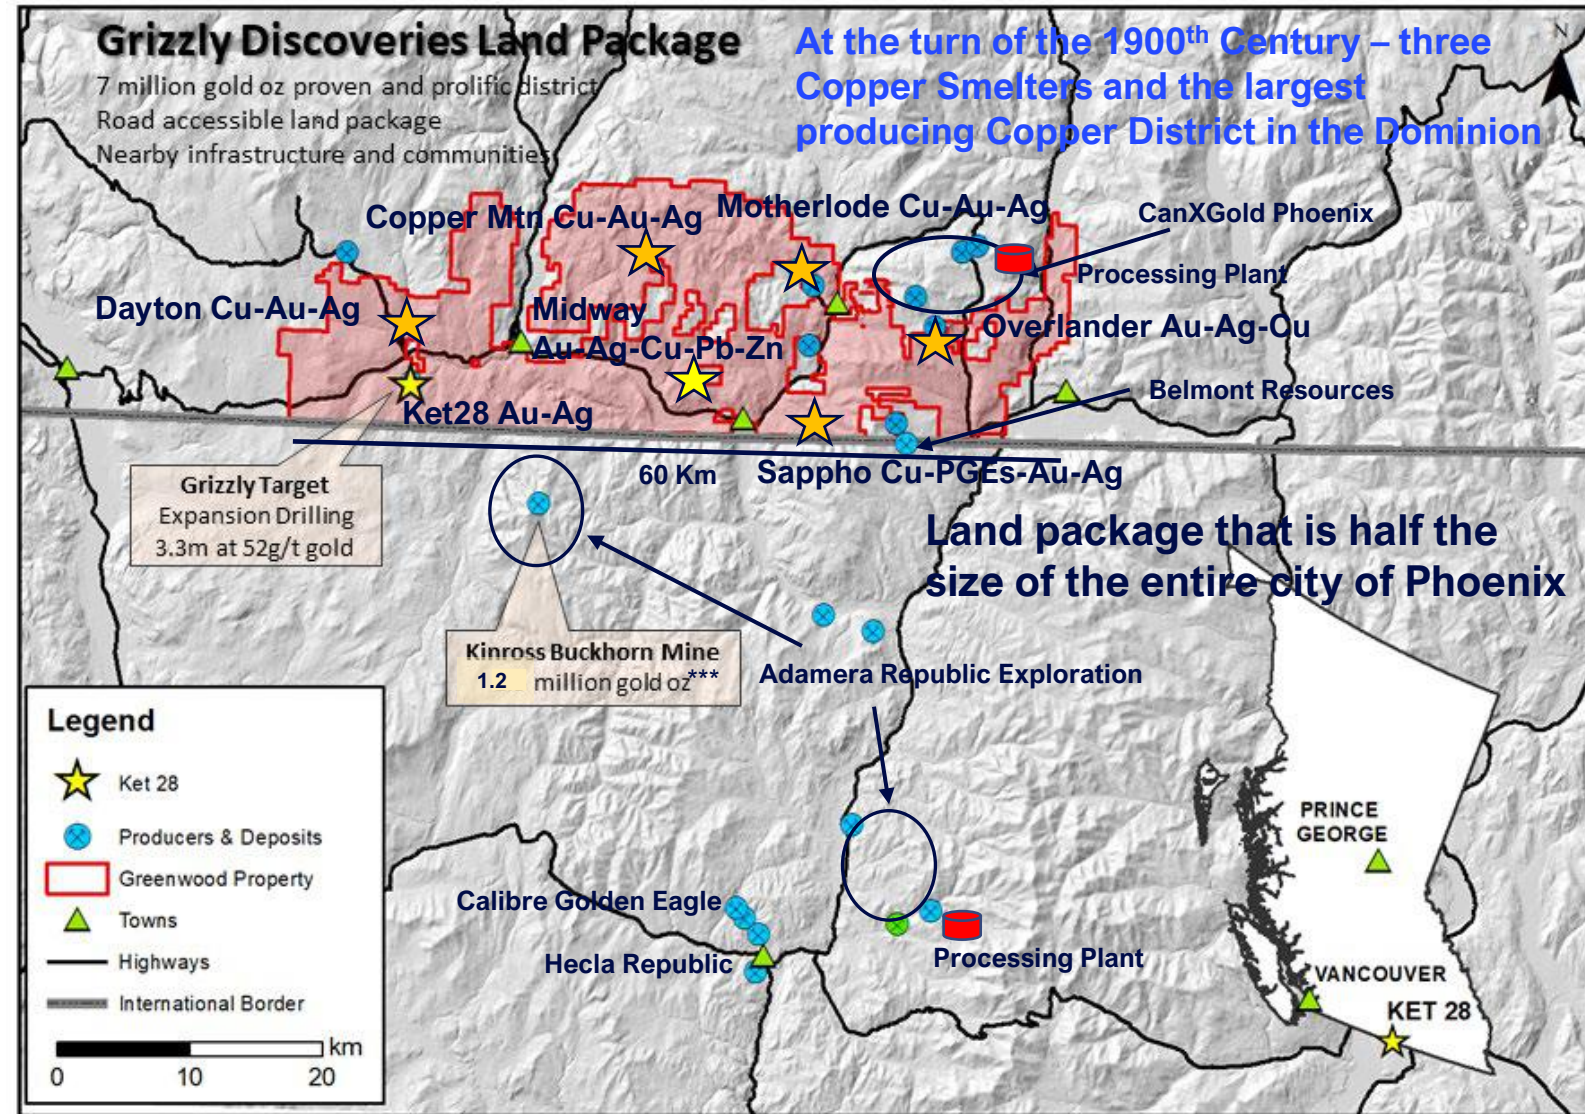 Grizzly Discoveries Land Package
7 million gold oz proven and prolific district
Road accessible land package
Nearby infrastructure and communities
At the turn of the 1900th Century – three
Copper Smelters and the largest
producing Copper District in the Dominion
N
Copper Mtn Cu-Au-Ag
Motherlode Cu-Au-Ag
CanXGold Phoenix
Processing Plant
Dayton Cu-Au-Ag
Midway
Au-Ag-Cu-Pb-Zn
Overlander Au-Ag-Cu
Belmont Resources
Ket28 Au-Ag
60 Km
Sappho Cu-PGEs-Au-Ag
Grizzly Target
Expansion Drilling
3.3m at 52g/t gold
Land package that is half the
size of the entire city of Phoenix
Kinross Buckhorn Mine
1.2 million gold oz***
Adamera Republic Exploration
Legend
Ket 28
Producers & Deposits
Greenwood Property
Towns
Highways
International Border
km
0 10 20
Calibre Golden Eagle
Hecla Republic
Processing Plant
PRINCE
GEORGE
VANCOUVER
KET 28